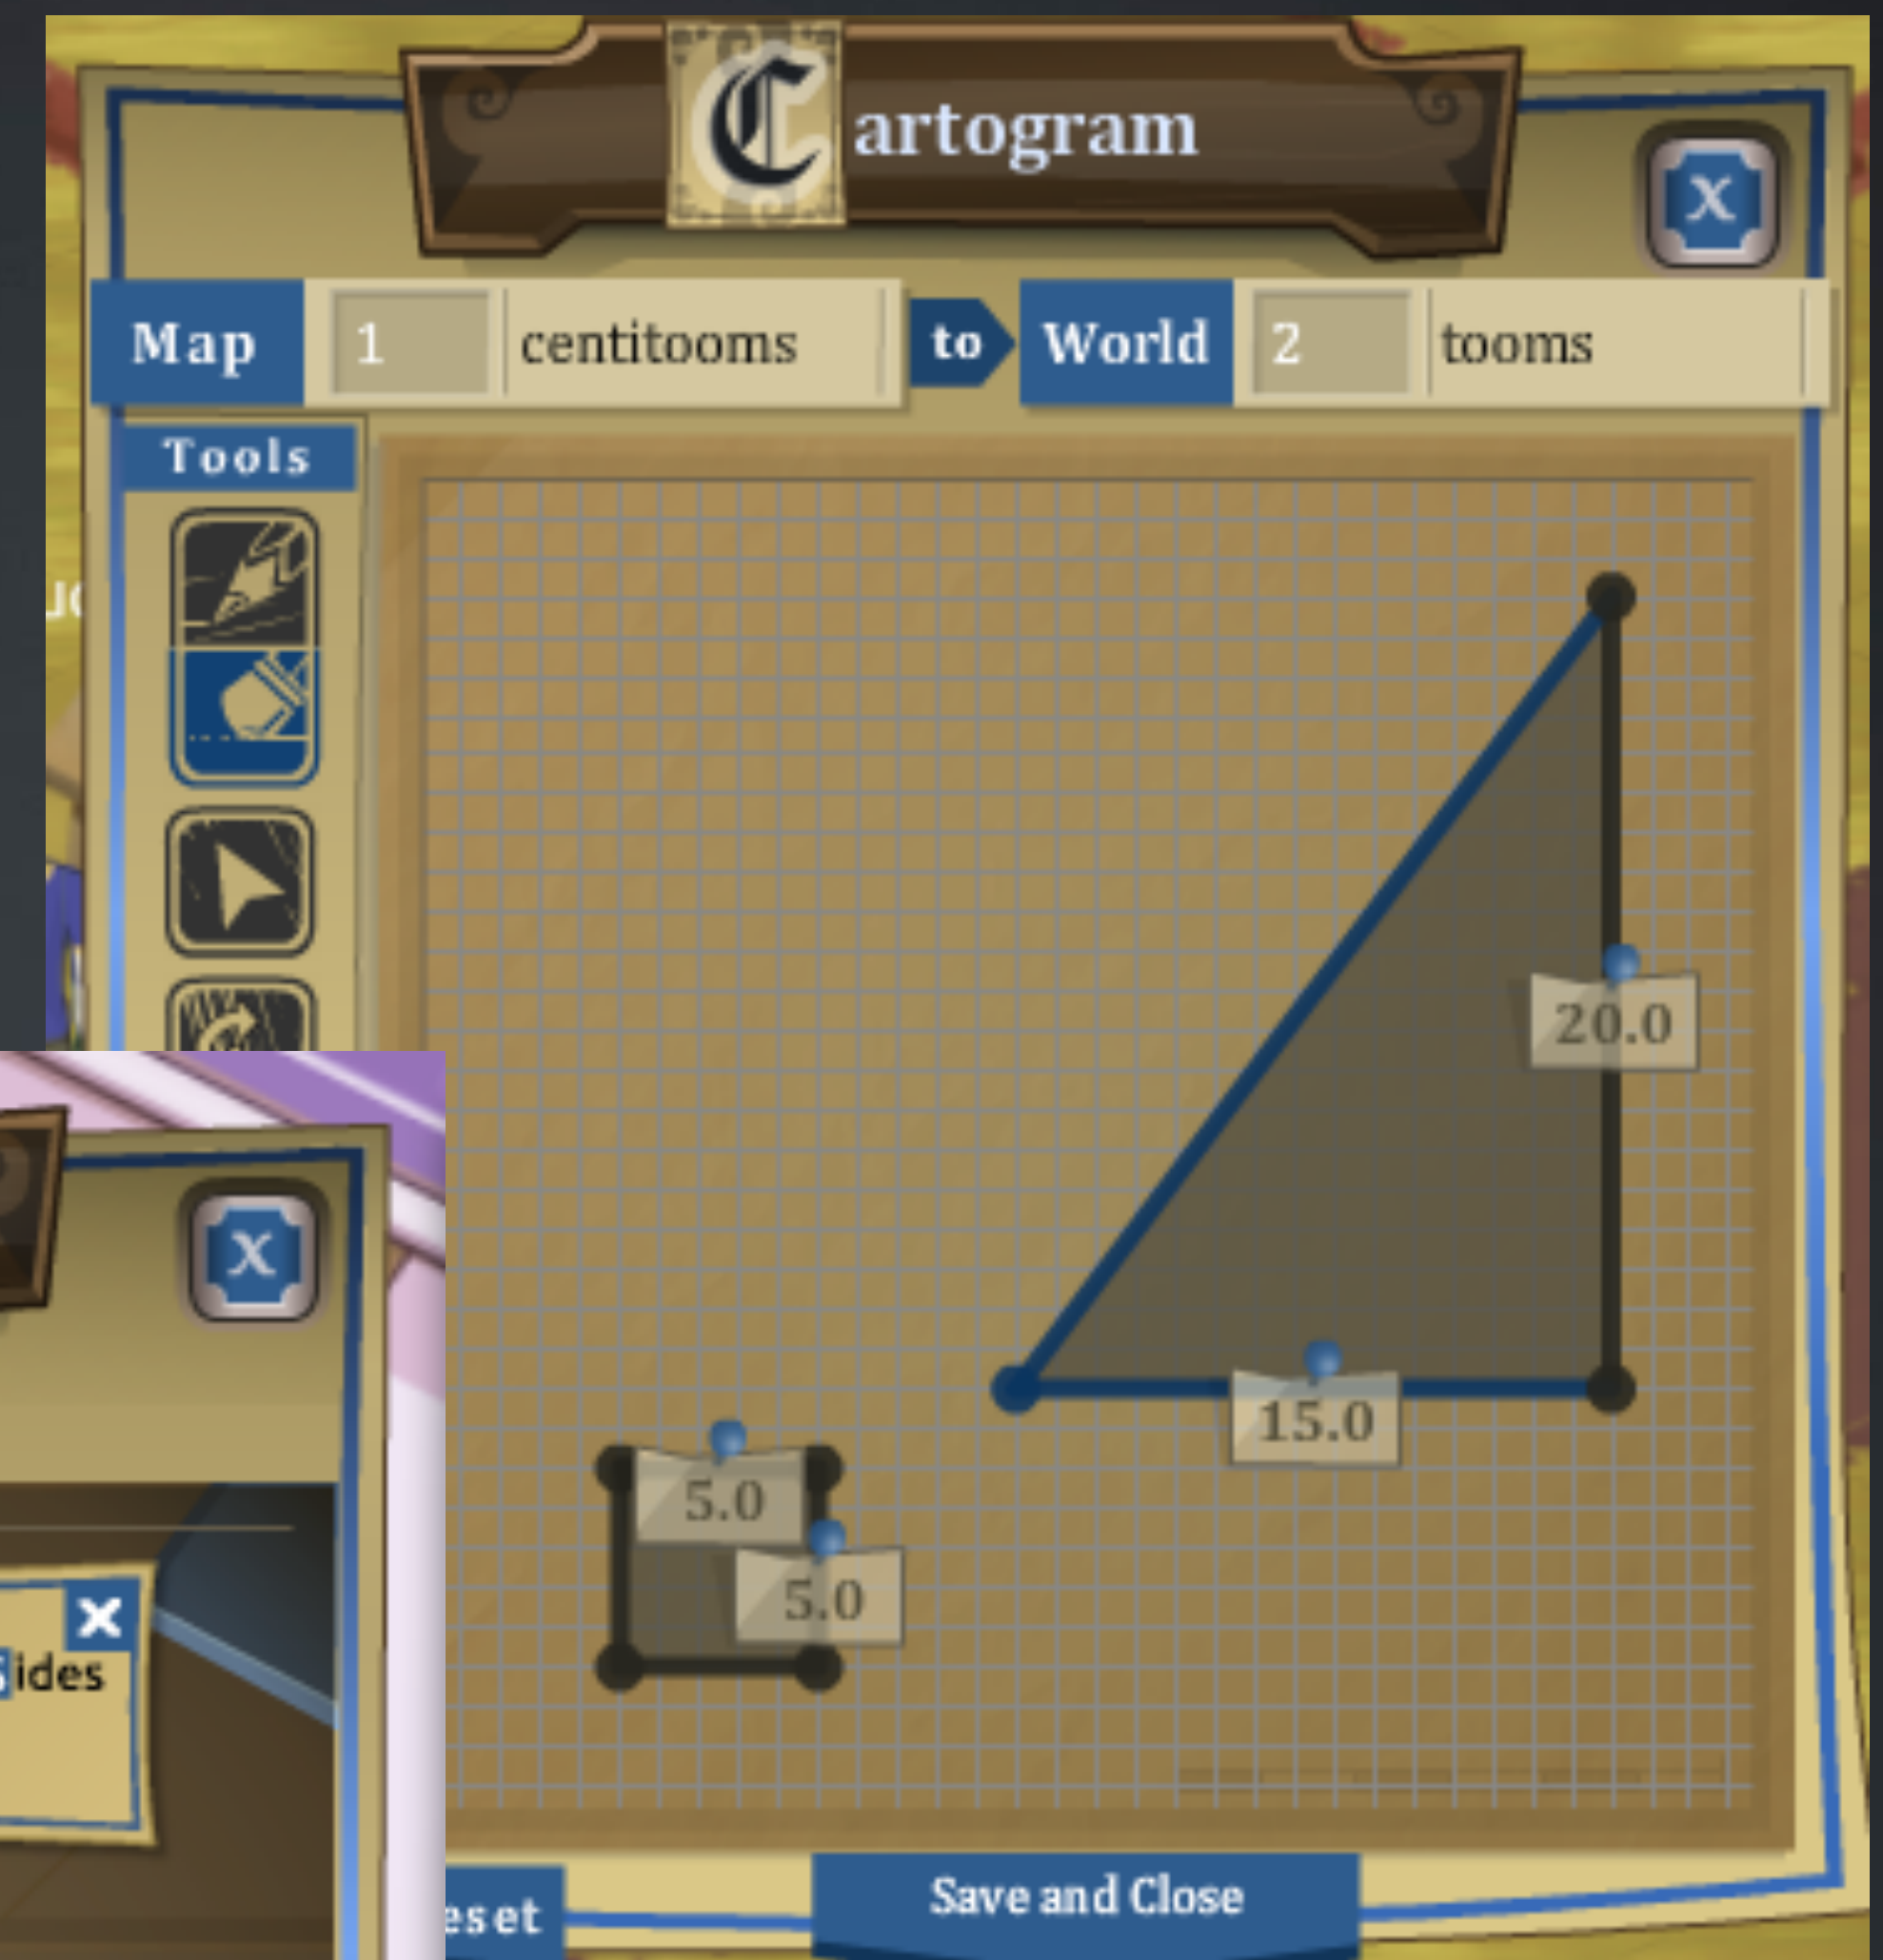 Cartogram
X
Map 1 centitooms to World 2 tooms
Tools
20.0
15.0
5.0
5.0
X
x
ides
eset
Save and Close